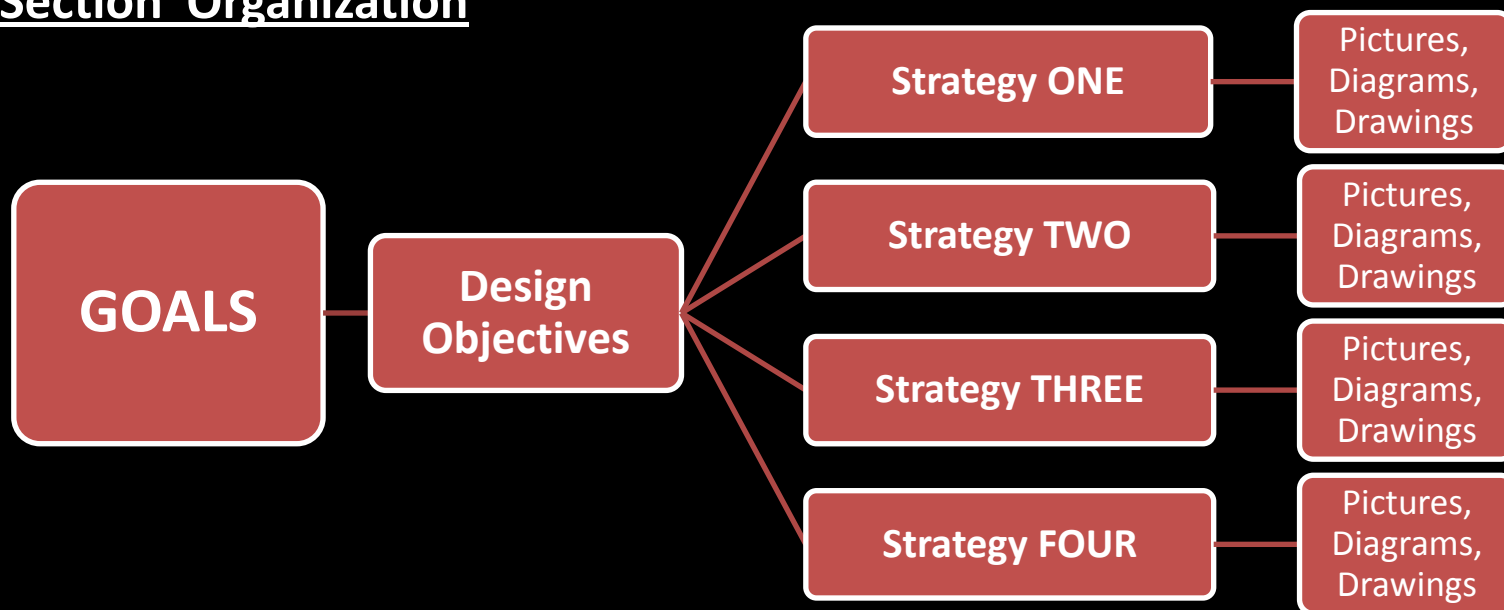 Section Organization
GOALS
Design
Objectives
Strategy ONE
Pictures,
Diagrams,
Drawings
Strategy TWO
Pictures,
Diagrams,
Drawings
Strategy THREE
Pictures,
Diagrams,
Drawings
Strategy FOUR
Pictures,
Diagrams,
Drawings